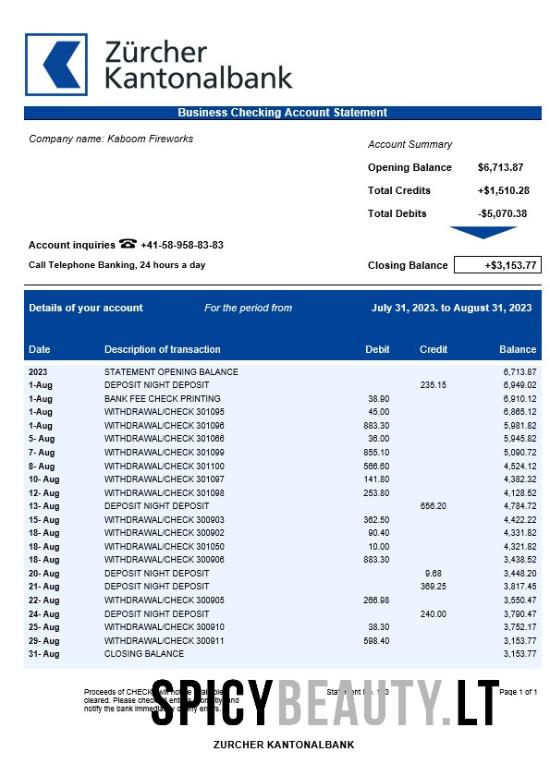 Zürcher
Kantonalbank
Business Checking Account Statement
Company name: Kaboom Fireworks
Account Summary
Opening Balance $6,713.87
Total Credits +$1,510.28
Total Debits -$5,070.38
Account inquiries ☎ +41-58-958-83-83
Call Telephone Banking, 24 hours a day
Closing Balance +$3,153.77
Details of your account For the period from July 31, 2023. to August 31, 2023
Date Description of transaction Debit Credit Balance
2023 STATEMENT OPENING BALANCE 6,713.87
1-Aug DEPOSIT NIGHT DEPOSIT 235.15 6,949.02
1-Aug BANK FEE CHECK PRINTING 38.90 6,910.12
1-Aug WITHDRAWAL/CHECK 301095 45.00 6,865.12
1-Aug WITHDRAWAL/CHECK 301096 883.30 5,981.82
5- Aug WITHDRAWAL/CHECK 301066 36.00 5,945.82
7- Aug WITHDRAWAL/CHECK 301099 855.10 5,090.72
8- Aug WITHDRAWAL/CHECK 301100 566.60 4,524.12
10- Aug WITHDRAWAL/CHECK 301097 141.80 4,382.32
12- Aug WITHDRAWAL/CHECK 301098 253.80 4,128.52
13- Aug DEPOSIT NIGHT DEPOSIT 656.20 4,784.72
15- Aug WITHDRAWAL/CHECK 300903 362.50 4,422.22
18- Aug WITHDRAWAL/CHECK 300902 90.40 4,331.82
18- Aug WITHDRAWAL/CHECK 301050 10.00 4,321.82
18- Aug WITHDRAWAL/CHECK 300906 883.30 3,438.52
20- Aug DEPOSIT NIGHT DEPOSIT 9.68 3,448.20
21- Aug DEPOSIT NIGHT DEPOSIT 369.25 3,817.45
22- Aug WITHDRAWAL/CHECK 300905 266.98 3,550.47
24- Aug DEPOSIT NIGHT DEPOSIT 240.00 3,790.47
25- Aug WITHDRAWAL/CHECK 300910 38.30 3,752.17
29- Aug WITHDRAWAL/CHECK 300911 598.40 3,153.77
31- Aug CLOSING BALANCE 3,153.77
Proceeds of
cleared. Please
notify the bank
Page 1 of 1
SPICYBEAUTY.LT
ZURCHER KANTONALBANK